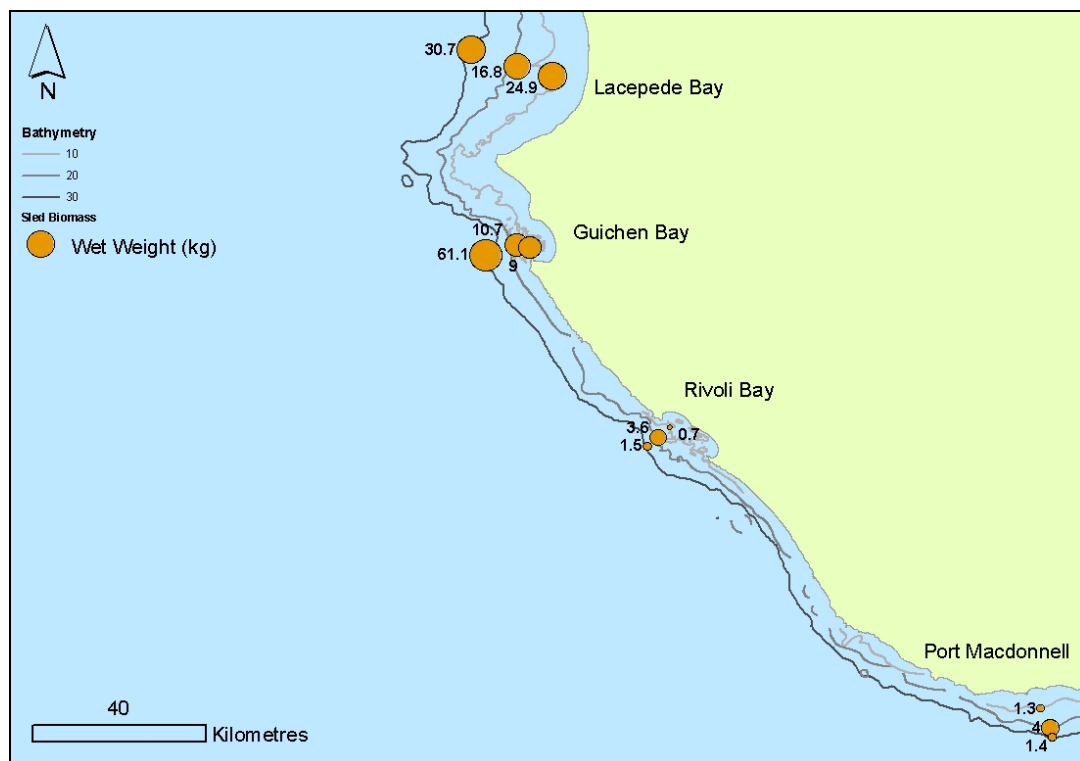 30.7
16.8
24.9
Lacepede Bay
N
Bathymetry
10
20
30
Sled Biomass
Wet Weight (kg)
10.7
Guichen Bay
61.1
9
Rivoli Bay
3.6
0.7
1.5
Port Macdonnell
1.3
4
1.4
40
Kilometres